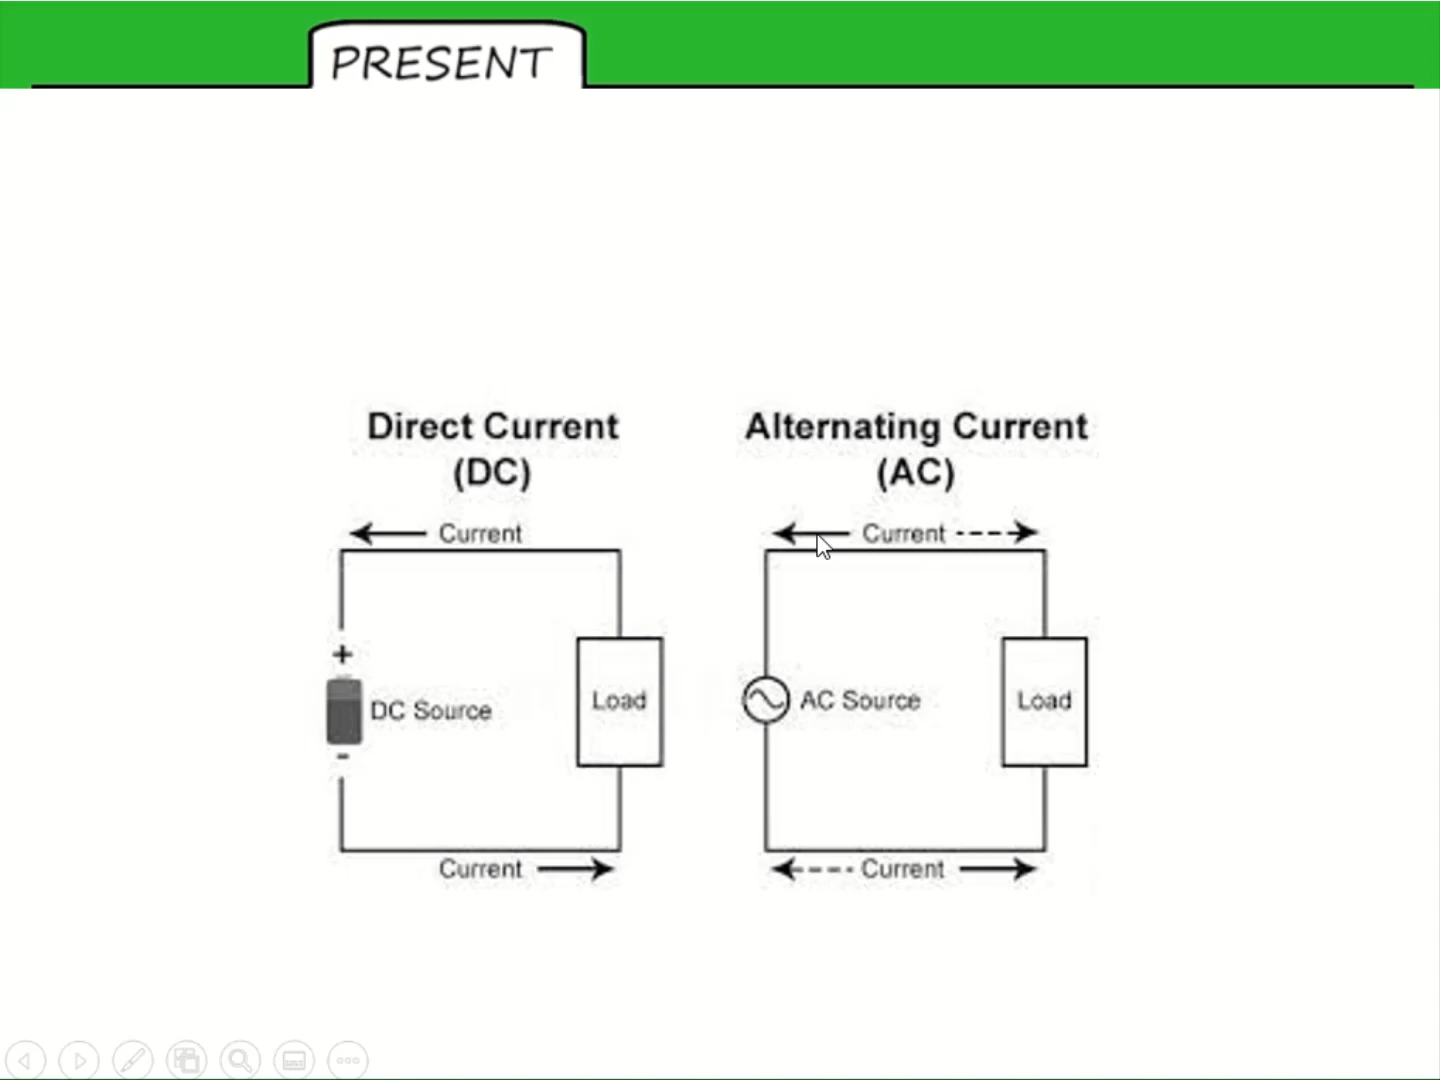 PRESENT
Direct Current
(DC)
Current
+
DC Source
-
Load
Current
Alternating Current
(AC)
Current
AC Source
Load
Current